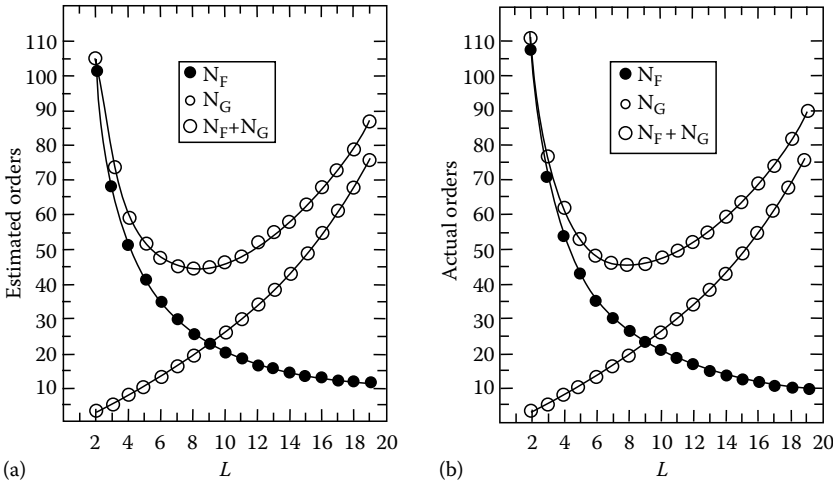 110
100
90
80
70
60
50
40
30
20
10
Estimated orders
N_F
N_G
N_F+N_G
2 4 6 8 10 12 14 16 18 20
(a)
L
110
100
90
80
70
60
50
40
30
20
10
Actual orders
N_F
N_G
N_F + N_G
2 4 6 8 10 12 14 16 18 20
(b)
L